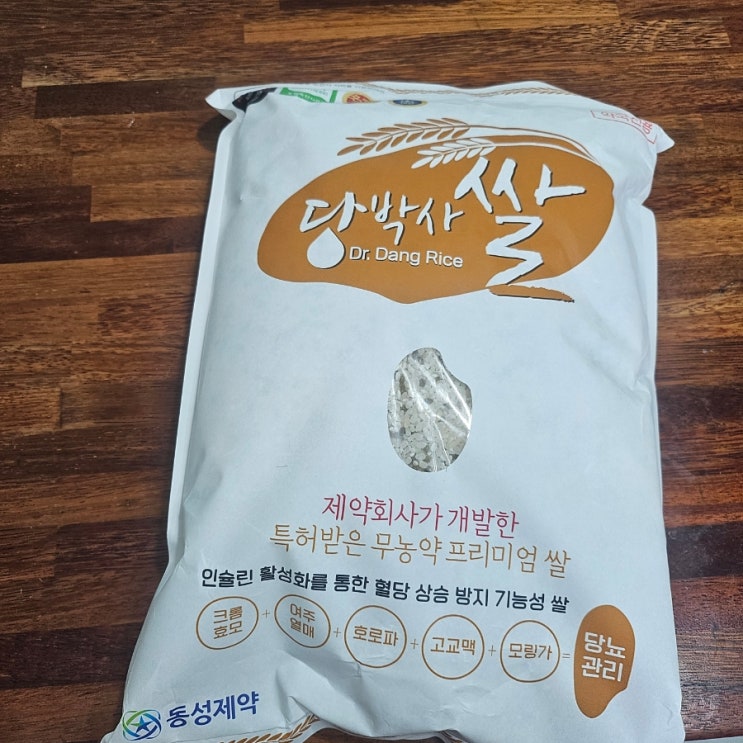 당박사쌀
Dr. Dang Rice
제약회사가 개발한
특허받은 무농약 프리미엄 쌀
인슐린 활성화를 통한 혈당 상승 방지 기능성 쌀
크롬
효모
+
여주
열매
+
호로파
+
고교맥
+
모링가
=
당뇨
관리
동성제약